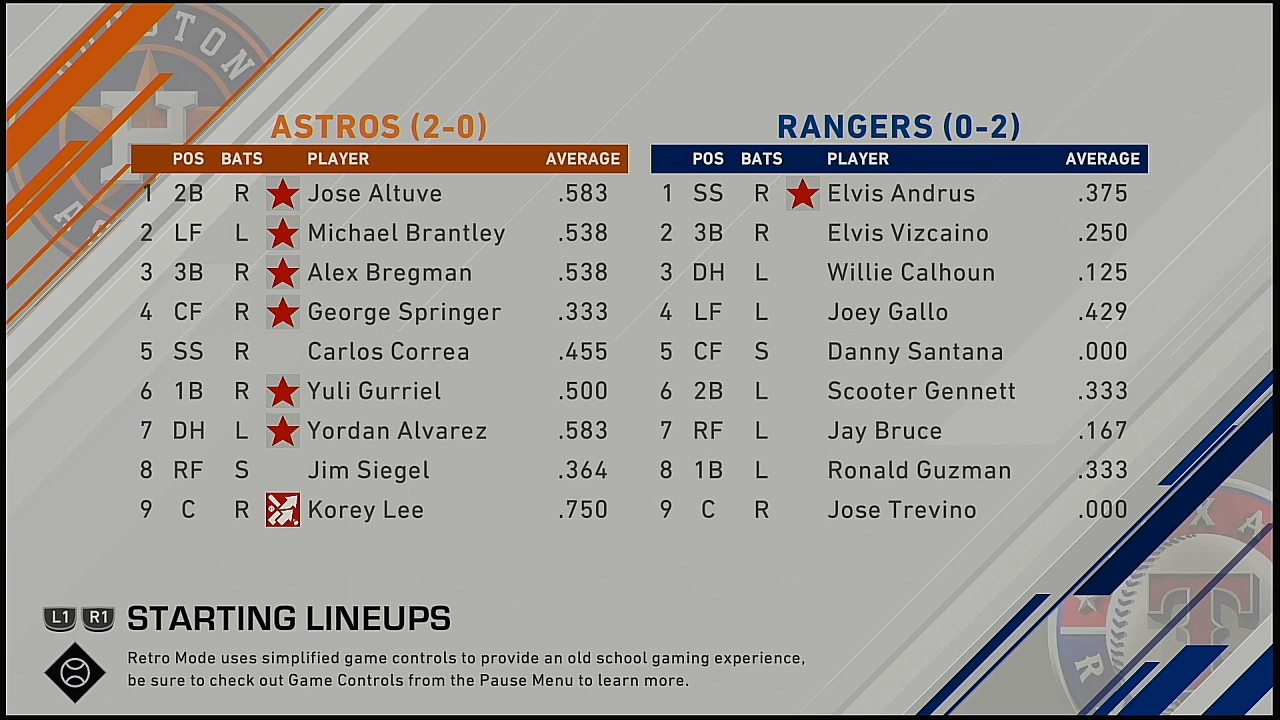 ASTROS (2-0)
POS BATS PLAYER AVERAGE
1 2B R Jose Altuve .583
2 LF L Michael Brantley .538
3 3B R Alex Bregman .538
4 CF R George Springer .333
5 SS R Carlos Correa .455
6 1B R Yuli Gurriel .500
7 DH L Yordan Alvarez .583
8 RF S Jim Siegel .364
9 C R Korey Lee .750
RANGERS (0-2)
POS BATS PLAYER AVERAGE
1 SS R Elvis Andrus .375
2 3B R Elvis Vizcaino .250
3 DH L Willie Calhoun .125
4 LF L Joey Gallo .429
5 CF S Danny Santana .000
6 2B L Scooter Gennett .333
7 RF L Jay Bruce .167
8 1B L Ronald Guzman .333
9 C R Jose Trevino .000
L1 R1 STARTING LINEUPS
Retro Mode uses simplified game controls to provide an old school gaming experience,
be sure to check out Game Controls from the Pause Menu to learn more.